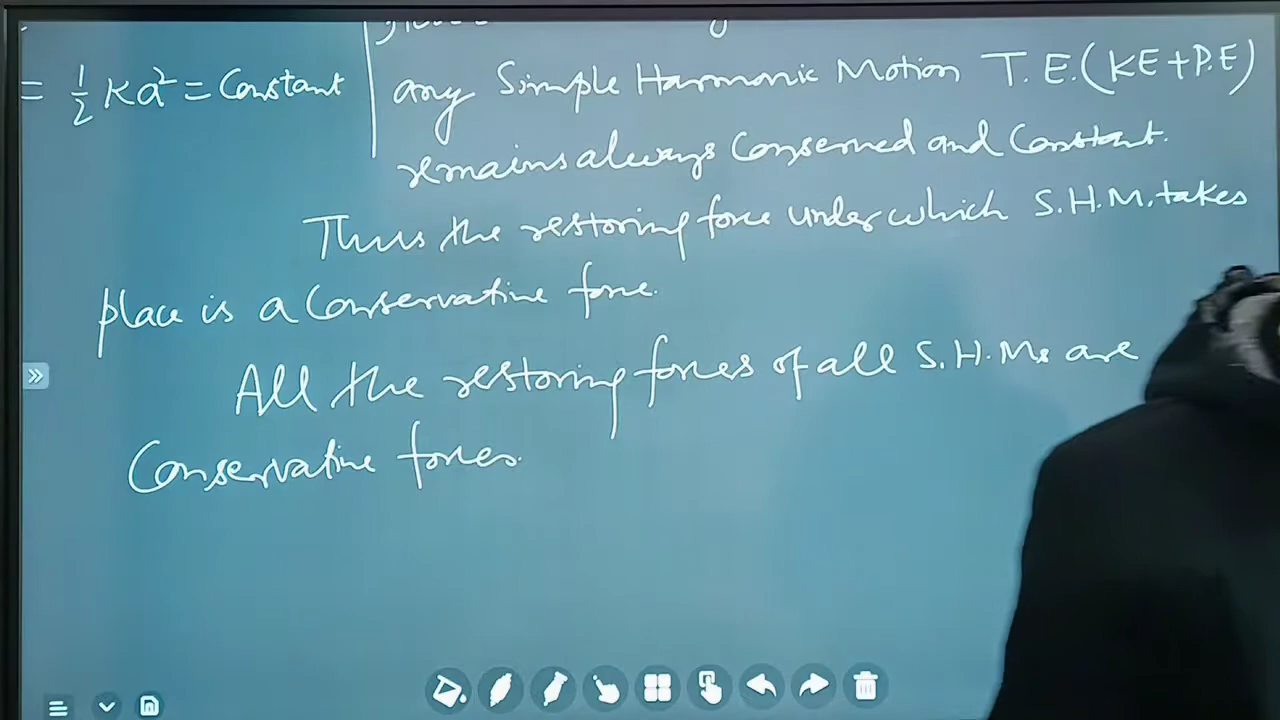 = 1/2 Ka² = Constant
any Simple Harmonic Motion T.E.(KE+P.E)
remains always Conserved and Constant.
Thus the restoring force under which S.H.M. takes
place is a Conservative force.
All the restoring forces of all S.H.Ms are
Conservative forces.